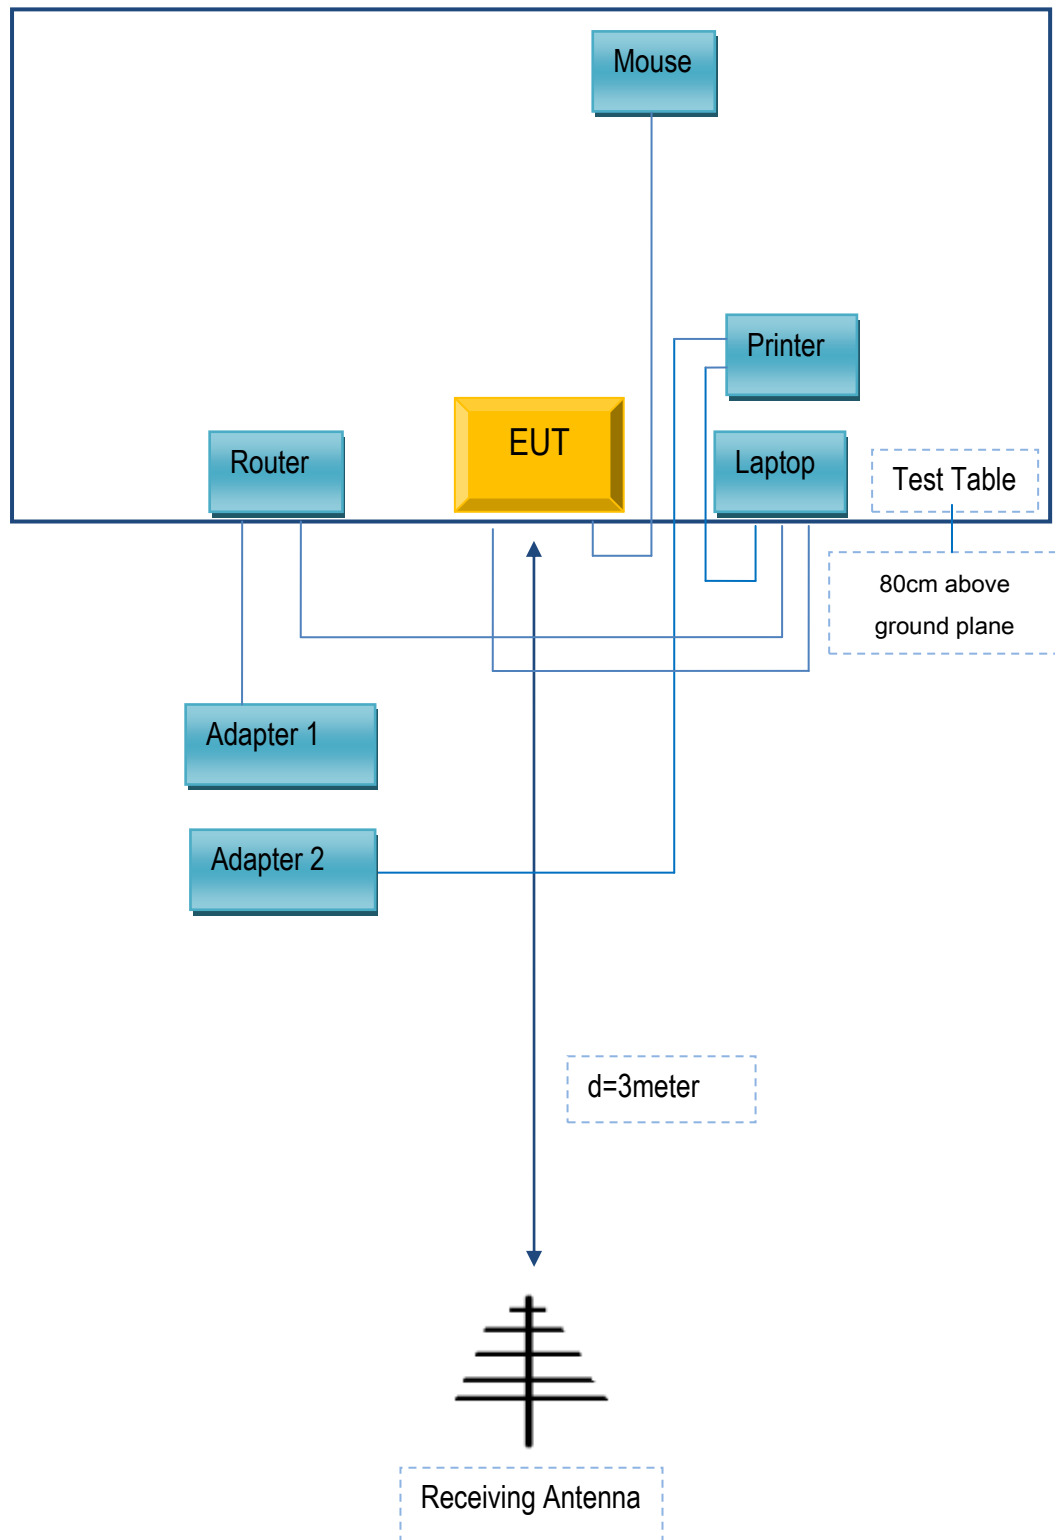 Mouse
Printer
EUT
Router
Laptop
Test Table
80cm above
ground plane
Adapter 1
Adapter 2
d=3meter
Receiving Antenna